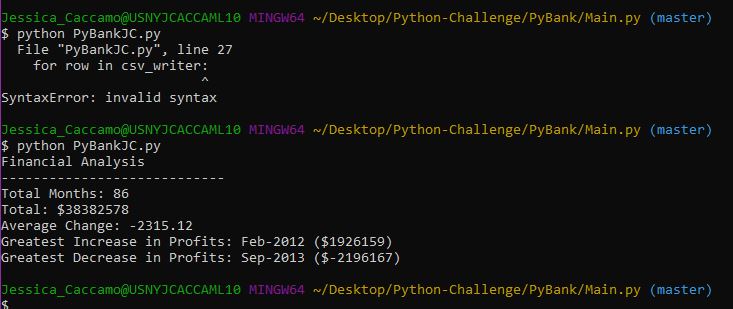 Jessica_Caccamo@USNYJCACCAML10 MINGW64 ~/Desktop/Python-Challenge/PyBank/Main.py (master)
$ python PyBankJC.py
  File "PyBankJC.py", line 27
    for row in csv_writer:
                         ^
SyntaxError: invalid syntax

Jessica_Caccamo@USNYJCACCAML10 MINGW64 ~/Desktop/Python-Challenge/PyBank/Main.py (master)
$ python PyBankJC.py
Financial Analysis
----------------------------
Total Months: 86
Total: $38382578
Average Change: -2315.12
Greatest Increase in Profits: Feb-2012 ($1926159)
Greatest Decrease in Profits: Sep-2013 ($-2196167)

Jessica_Caccamo@USNYJCACCAML10 MINGW64 ~/Desktop/Python-Challenge/PyBank/Main.py (master)
$